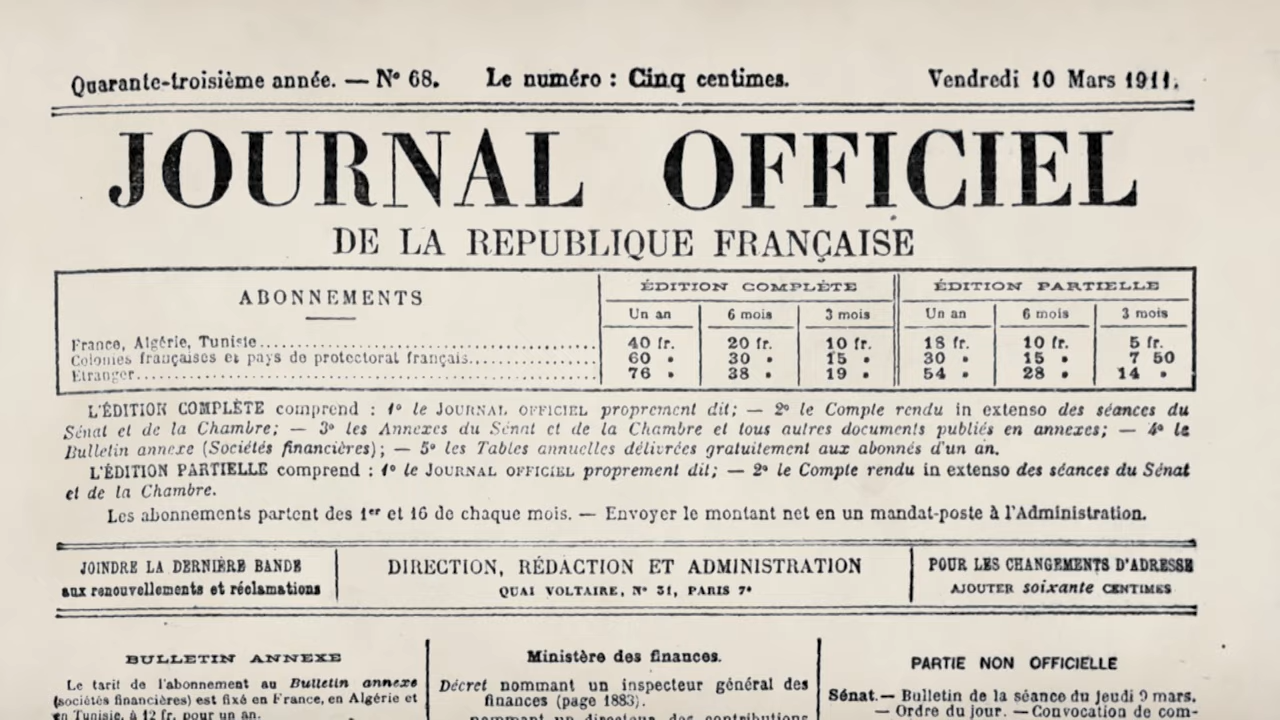 Quarante-troisième année. — N° 68. Le numéro : Cinq centimes. Vendredi 10 Mars 1911.
JOURNAL OFFICIEL
DE LA REPUBLIQUE FRANÇAISE
ABONNEMENTS ÉDITION COMPLÈTE ÉDITION PARTIELLE
Un an 6 mois 3 mois Un an 6 mois 3 mois
France, Algérie, Tunisie 40 fr. 20 fr. 10 fr. 18 fr. 10 fr. 5 fr.
Colonies françaises et pays de protectorat français 60 » 30 » 15 » 30 » 15 » 7 50
Etranger 76 » 38 » 19 » 54 » 28 » 14 »
L'ÉDITION COMPLÈTE comprend : 1° le JOURNAL OFFICIEL proprement dit; — 2° le Compte rendu in extenso des séances du
Sénat et de la Chambre; — 3° les Annexes du Sénat et de la Chambre et tous autres documents publiés en annexes; — 4° le
Bulletin annexe (Sociétés financières); — 5° les Tables annuelles délivrées gratuitement aux abonnés d'un an.
L'ÉDITION PARTIELLE comprend : 1° le JOURNAL OFFICIEL proprement dit; — 2° le Compte rendu in extenso des séances du Sénat
et de la Chambre.
Les abonnements partent des 1er et 16 de chaque mois. — Envoyer le montant net en un mandat-poste à l'Administration.
JOINDRE LA DERNIÈRE BANDE
aux renouvellements et réclamations
DIRECTION, RÉDACTION ET ADMINISTRATION
QUAI VOLTAIRE, N° 31, PARIS 7e
POUR LES CHANGEMENTS D'ADRESSE
AJOUTER soixante CENTIMES
BULLETIN ANNEXE
Le tarif de l'abonnement au Bulletin annexe
(sociétés financières) est fixé en France, en Algérie et
en Tunisie, à 12 fr. pour un an.
Ministère des finances.
Décret nommant un inspecteur général des
finances (page 1883).
— nommant un directeur des contributions
PARTIE NON OFFICIELLE
Sénat. — Bulletin de la séance du jeudi 9 mars.
— Ordre du jour. — Convocation de com-